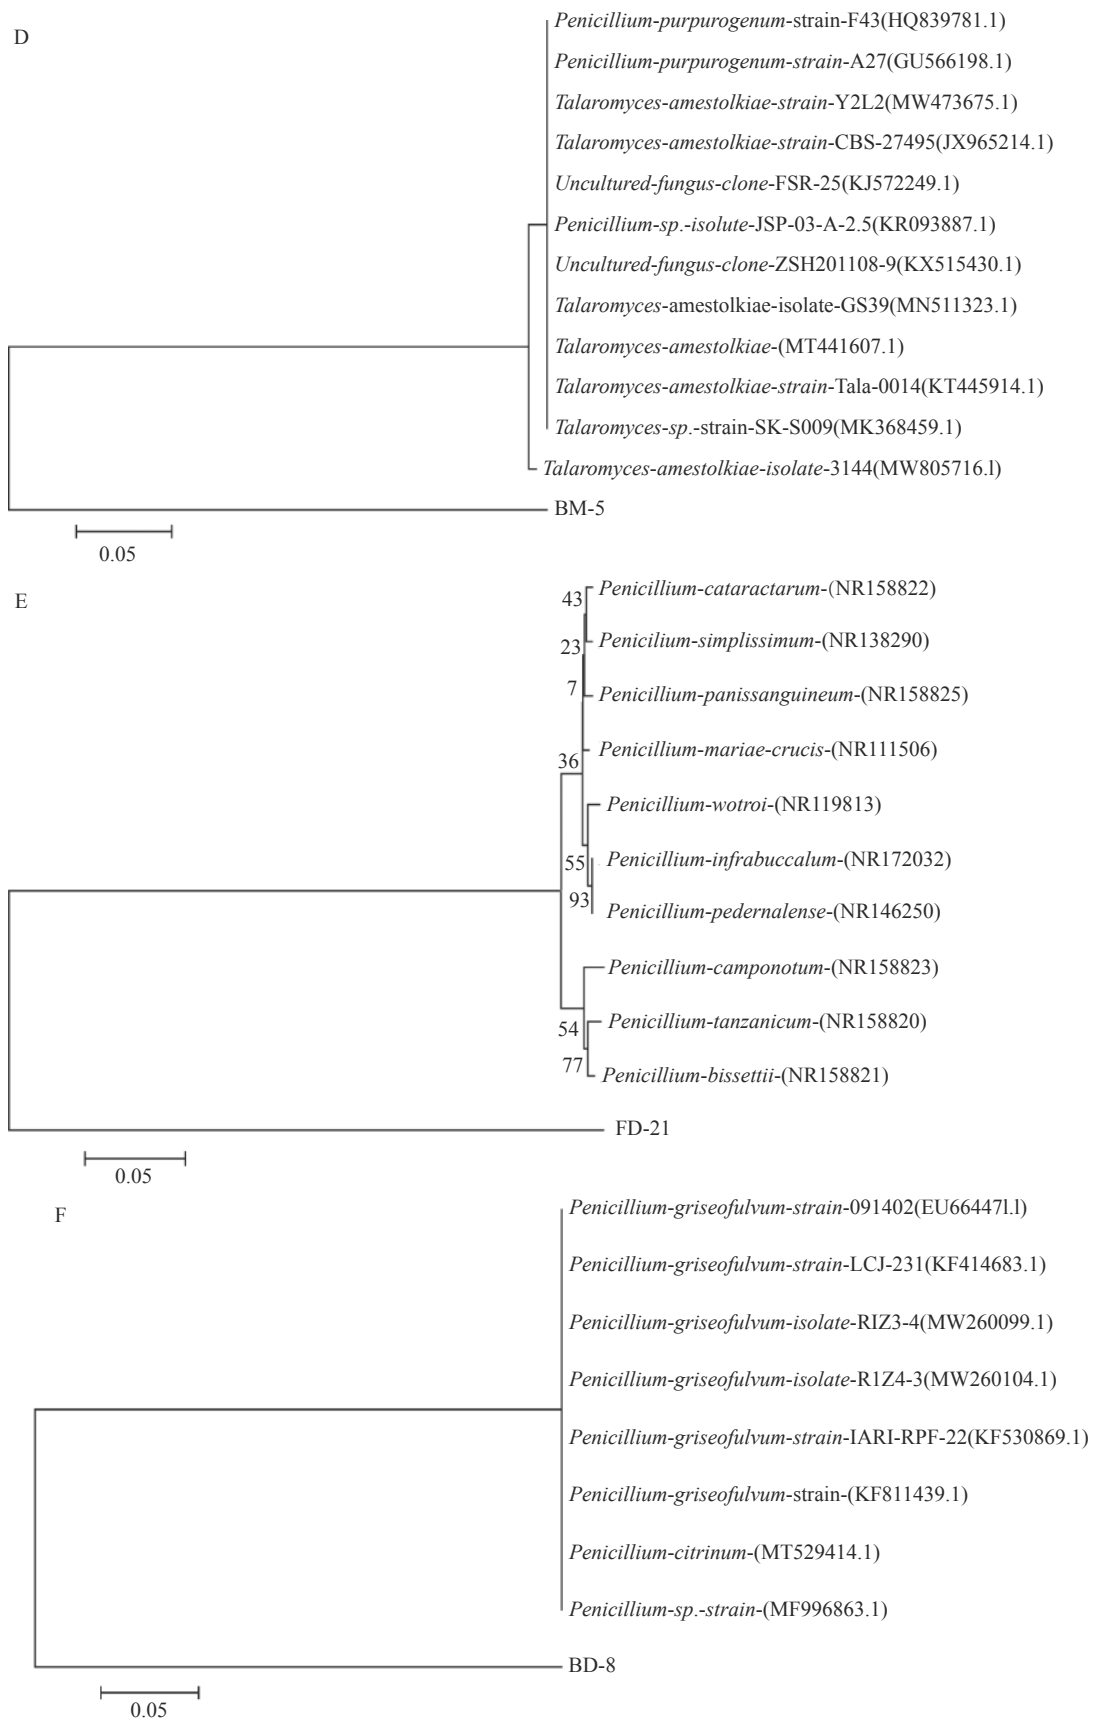 D
Penicillium-purpurogenum-strain-F43(HQ839781.1)
Penicillium-purpurogenum-strain-A27(GU566198.1)
Talaromyces-amestolkiae-strain-Y2L2(MW473675.1)
Talaromyces-amestolkiae-strain-CBS-27495(JX965214.1)
Uncultured-fungus-clone-FSR-25(KJ572249.1)
Penicillium-sp.-isolute-JSP-03-A-2.5(KR093887.1)
Uncultured-fungus-clone-ZSH201108-9(KX515430.1)
Talaromyces-amestolkiae-isolate-GS39(MN511323.1)
Talaromyces-amestolkiae-(MT441607.1)
Talaromyces-amestolkiae-strain-Tala-0014(KT445914.1)
Talaromyces-sp.-strain-SK-S009(MK368459.1)
Talaromyces-amestolkiae-isolate-3144(MW805716.l)
BM-5
0.05
E
Penicillium-cataractarum-(NR158822)
43
Penicilium-simplissimum-(NR138290)
23
7
Penicillium-panissanguineum-(NR158825)
Penicillium-mariae-crucis-(NR111506)
36
Penicillium-wotroi-(NR119813)
Penicillium-infrabuccalum-(NR172032)
55
93
Penicillium-pedernalense-(NR146250)
Penicillium-camponotum-(NR158823)
Penicillium-tanzanicum-(NR158820)
54
77
Penicillium-bissettii-(NR158821)
FD-21
0.05
F
Penicillium-griseofulvum-strain-091402(EU66447l.l)
Penicillium-griseofulvum-strain-LCJ-231(KF414683.1)
Penicillium-griseofulvum-isolate-RIZ3-4(MW260099.1)
Penicillium-griseofulvum-isolate-R1Z4-3(MW260104.1)
Penicillium-griseofulvum-strain-IARI-RPF-22(KF530869.1)
Penicillium-griseofulvum-strain-(KF811439.1)
Penicillium-citrinum-(MT529414.1)
Penicillium-sp.-strain-(MF996863.1)
BD-8
0.05